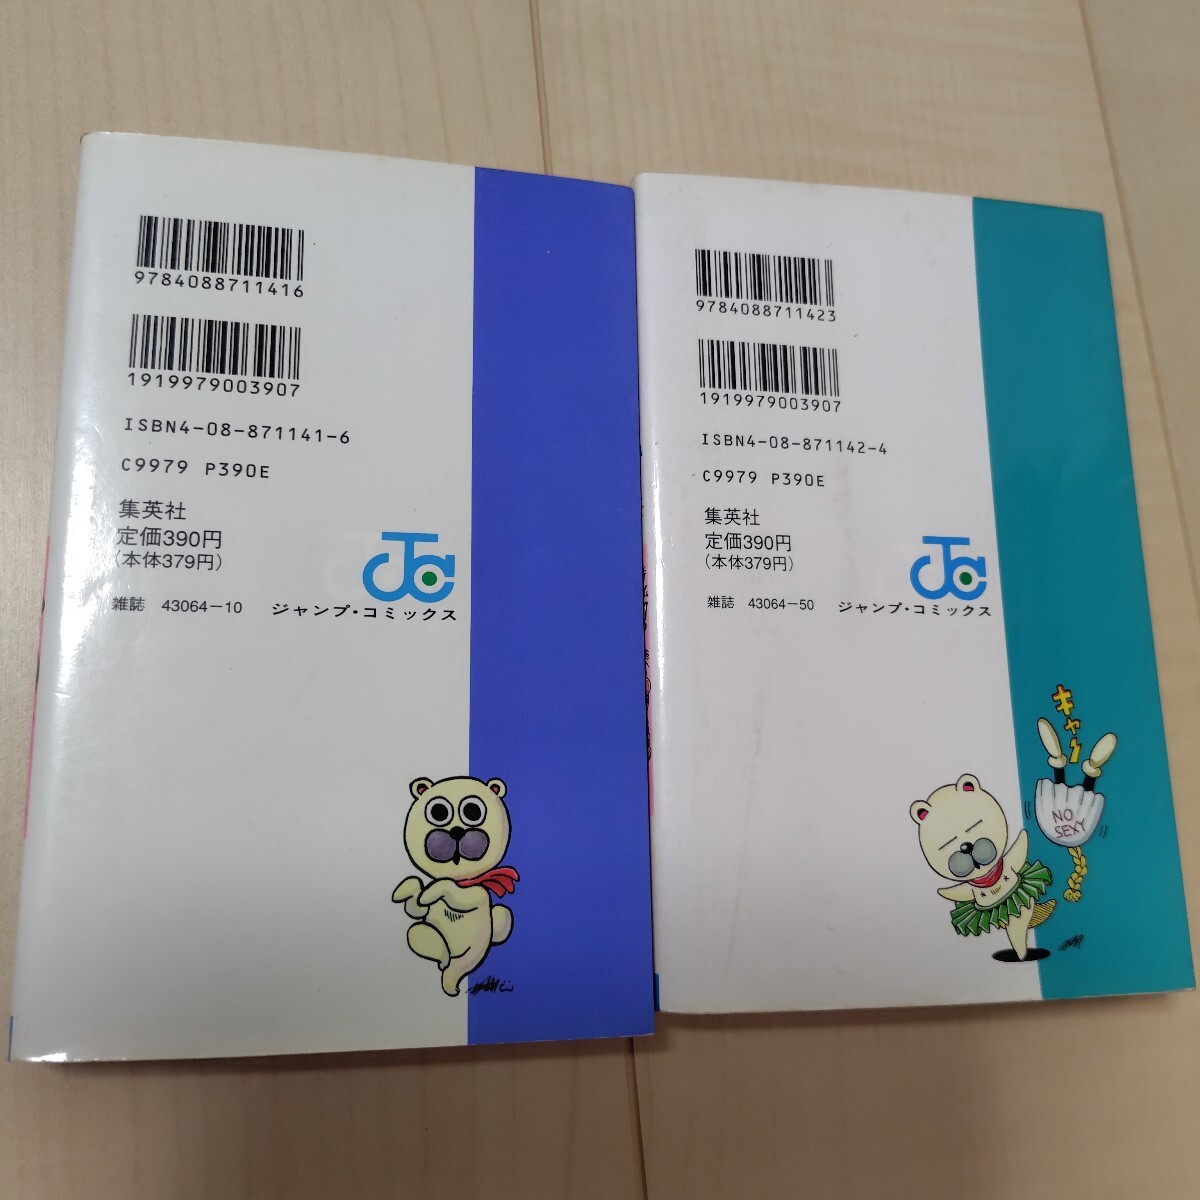 9784088711416
1919979003907
ISBN4-08-871141-6
C9979 P390E
集英社
定価390円
(本体379円)
雑誌 43064-10
JC
ジャンプ・コミックス
9784088711423
1919979003907
ISBN4-08-871142-4
C9979 P390E
集英社
定価390円
(本体379円)
雑誌 43064-50
JC
ジャンプ・コミックス
キャー
NO
SEXY